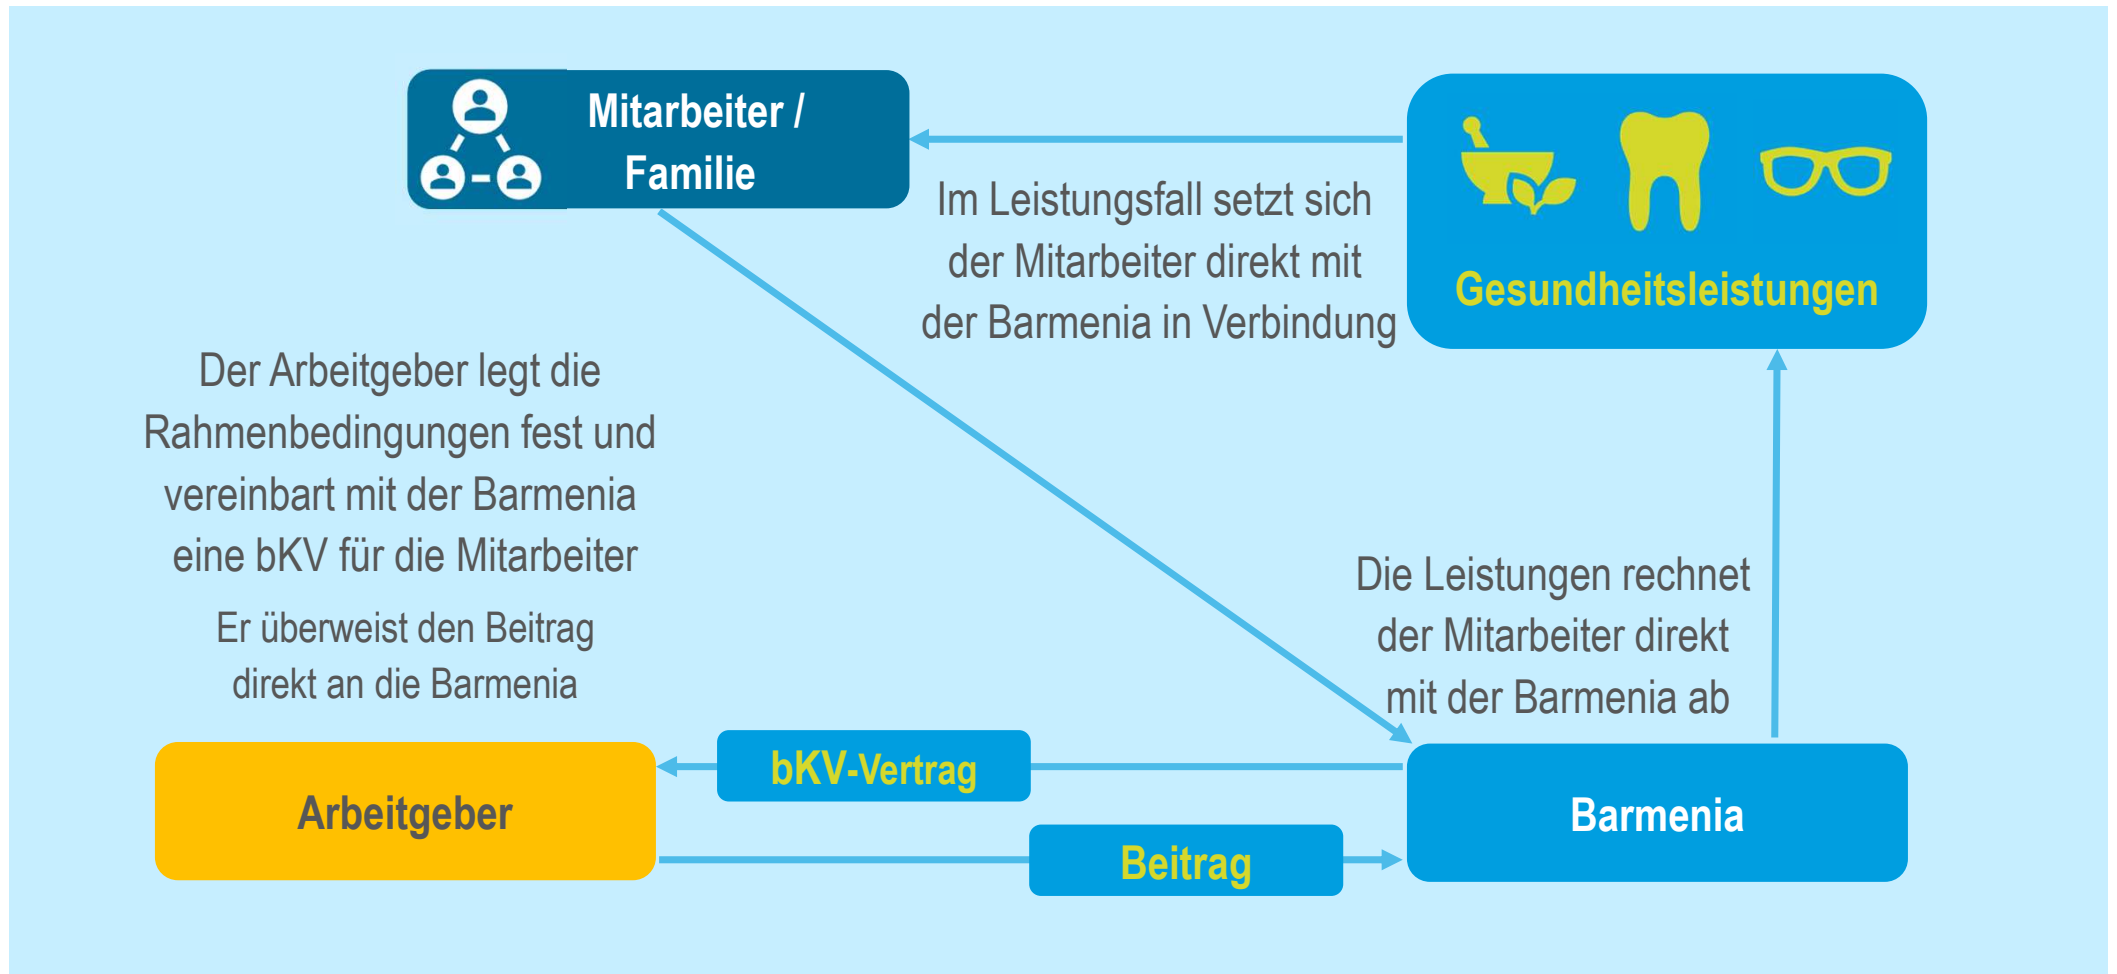 Mitarbeiter /
Familie
Im Leistungsfall setzt sich
der Mitarbeiter direkt mit
der Barmenia in Verbindung
Gesundheitsleistungen
Der Arbeitgeber legt die
Rahmenbedingungen fest und
vereinbart mit der Barmenia
eine bKV für die Mitarbeiter
Er überweist den Beitrag
direkt an die Barmenia
Die Leistungen rechnet
der Mitarbeiter direkt
mit der Barmenia ab
Arbeitgeber
bKV-Vertrag
Beitrag
Barmenia